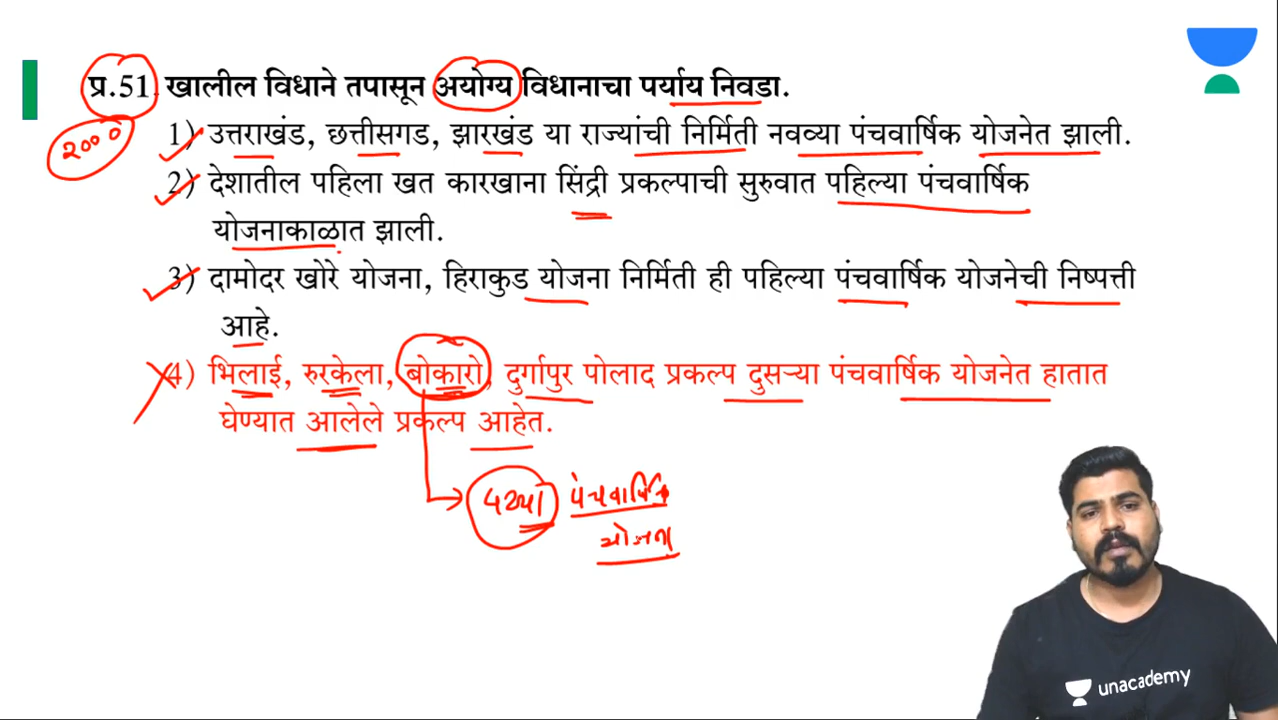 प्र.51 खालील विधाने तपासून अयोग्य विधानाचा पर्याय निवडा.
२०००
1) उत्तराखंड, छत्तीसगड, झारखंड या राज्यांची निर्मिती नवव्या पंचवार्षिक योजनेत झाली.
2) देशातील पहिला खत कारखाना सिंद्री प्रकल्पाची सुरुवात पहिल्या पंचवार्षिक
योजनाकाळात झाली.
3) दामोदर खोरे योजना, हिराकुड योजना निर्मिती ही पहिल्या पंचवार्षिक योजनेची निष्पत्ती
आहे.
4) भिलाई, रुरकेला, बोकारो, दुर्गापुर पोलाद प्रकल्प दुसऱ्या पंचवार्षिक योजनेत हातात
घेण्यात आलेले प्रकल्प आहेत.
पंचवार्षिक
योजना
unacademy